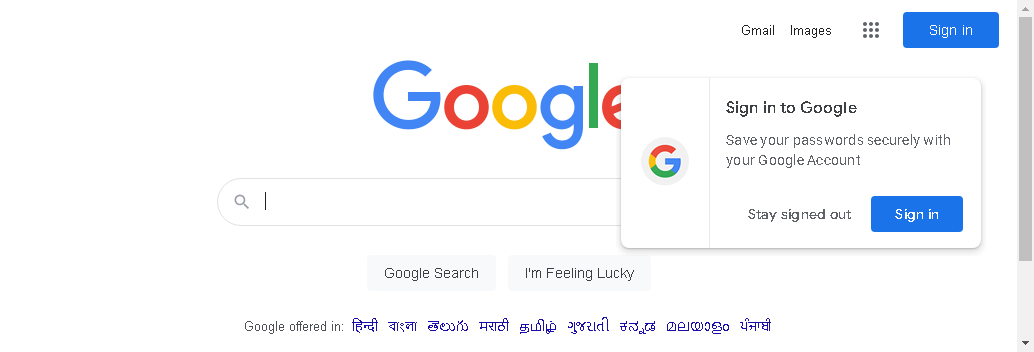 Gmail Images Sign in
Google
Sign in to Google
Save your passwords securely with
your Google Account
Stay signed out Sign in
Google Search I'm Feeling Lucky
Google offered in: हिन्दी বাংলা తెలుగు मराठी தமிழ் ગુજરાતી ಕನ್ನಡ മലയാളം ਪੰਜਾਬੀ